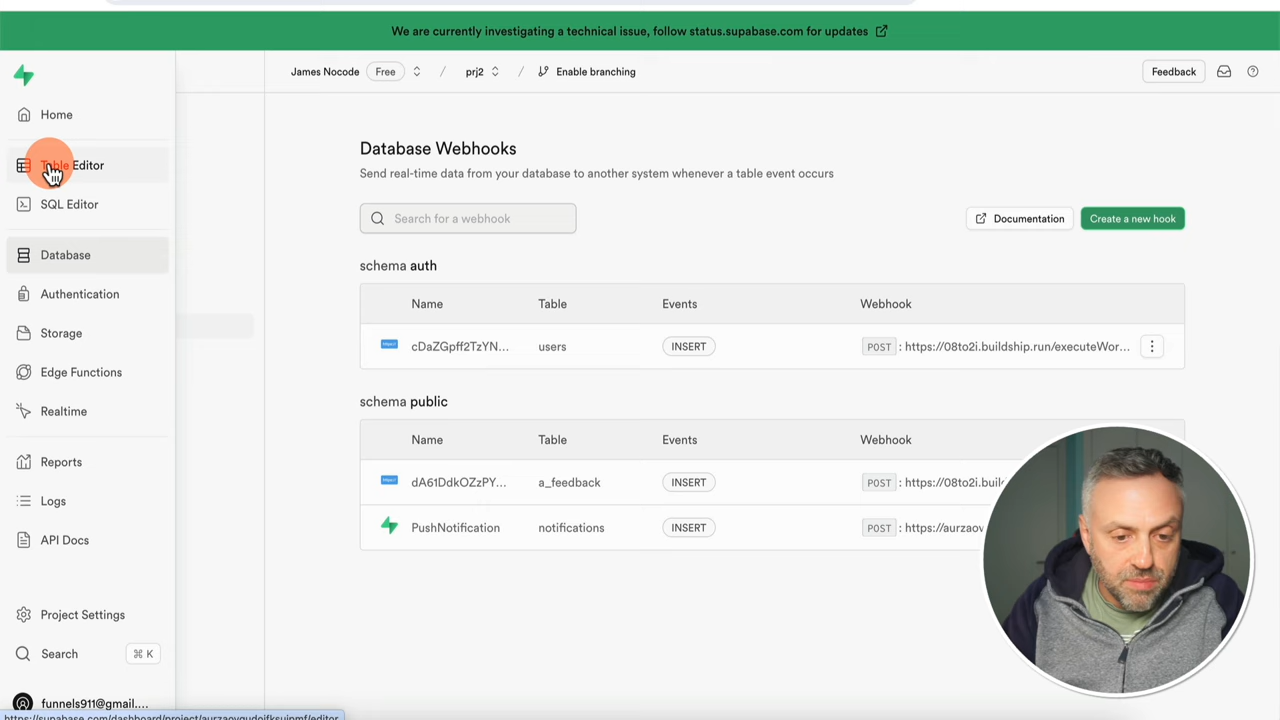 We are currently investigating a technical issue, follow status.supabase.com for updates
James Nocode Free / prj2 / Enable branching
Feedback
Home
Table Editor
SQL Editor
Database
Authentication
Storage
Edge Functions
Realtime
Reports
Logs
API Docs
Project Settings
Search ⌘ K
funnels911@gmail....
Database Webhooks
Send real-time data from your database to another system whenever a table event occurs
Search for a webhook
Documentation
Create a new hook
schema auth
Name Table Events Webhook
cDaZGpff2TzYN... users INSERT POST : https://08to2i.buildship.run/executeWor...
schema public
Name Table Events Webhook
dA61DdkOZzPY... a_feedback INSERT POST : https://08to2i.buil
PushNotification notifications INSERT POST : https://aurzaov